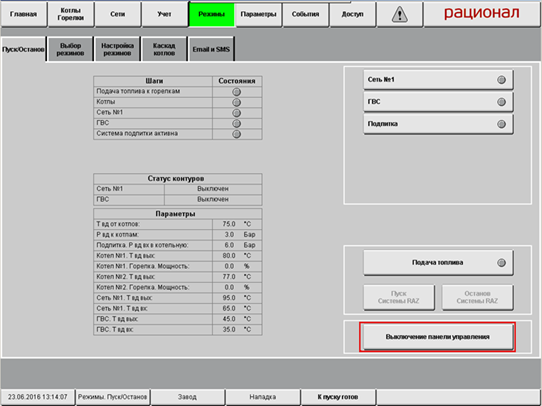 Главная
Котлы
Горелки
Сети
Учет
Режимы
Параметры
События
Доступ
рационал
Пуск/Останов
Выбор
режимов
Настройка
режимов
Каскад
котлов
Email и SMS
Шаги Состояния
Подача топлива к горелкам
Котлы
Сеть №1
ГВС
Система подпитки активна
Статус контуров
Сеть №1 Выключен
ГВС Выключен
Параметры
Т вд от котлов: 75.0 °C
Р вд к котлам: 3.0 Бар
Подпитка. Р вд вх в котельную: 6.0 Бар
Котел №1. Т вд вых: 80.0 °C
Котел №1. Горелка. Мощность: 0.0 %
Котел №2. Т вд вых: 77.0 °C
Котел №2. Горелка. Мощность: 0.0 %
Сеть №1. Т вд вых: 95.0 °C
Сеть №1. Т вд вх: 65.0 °C
ГВС. Т вд вых: 45.0 °C
ГВС. Т вд вх: 35.0 °C
Сеть №1
ГВС
Подпитка
Подача топлива
Пуск
Системы RAZ
Останов
Системы RAZ
Выключение панели управления
23.06.2016 13:14:07 Режимы. Пуск/Останов Завод Наладка К пуску готов